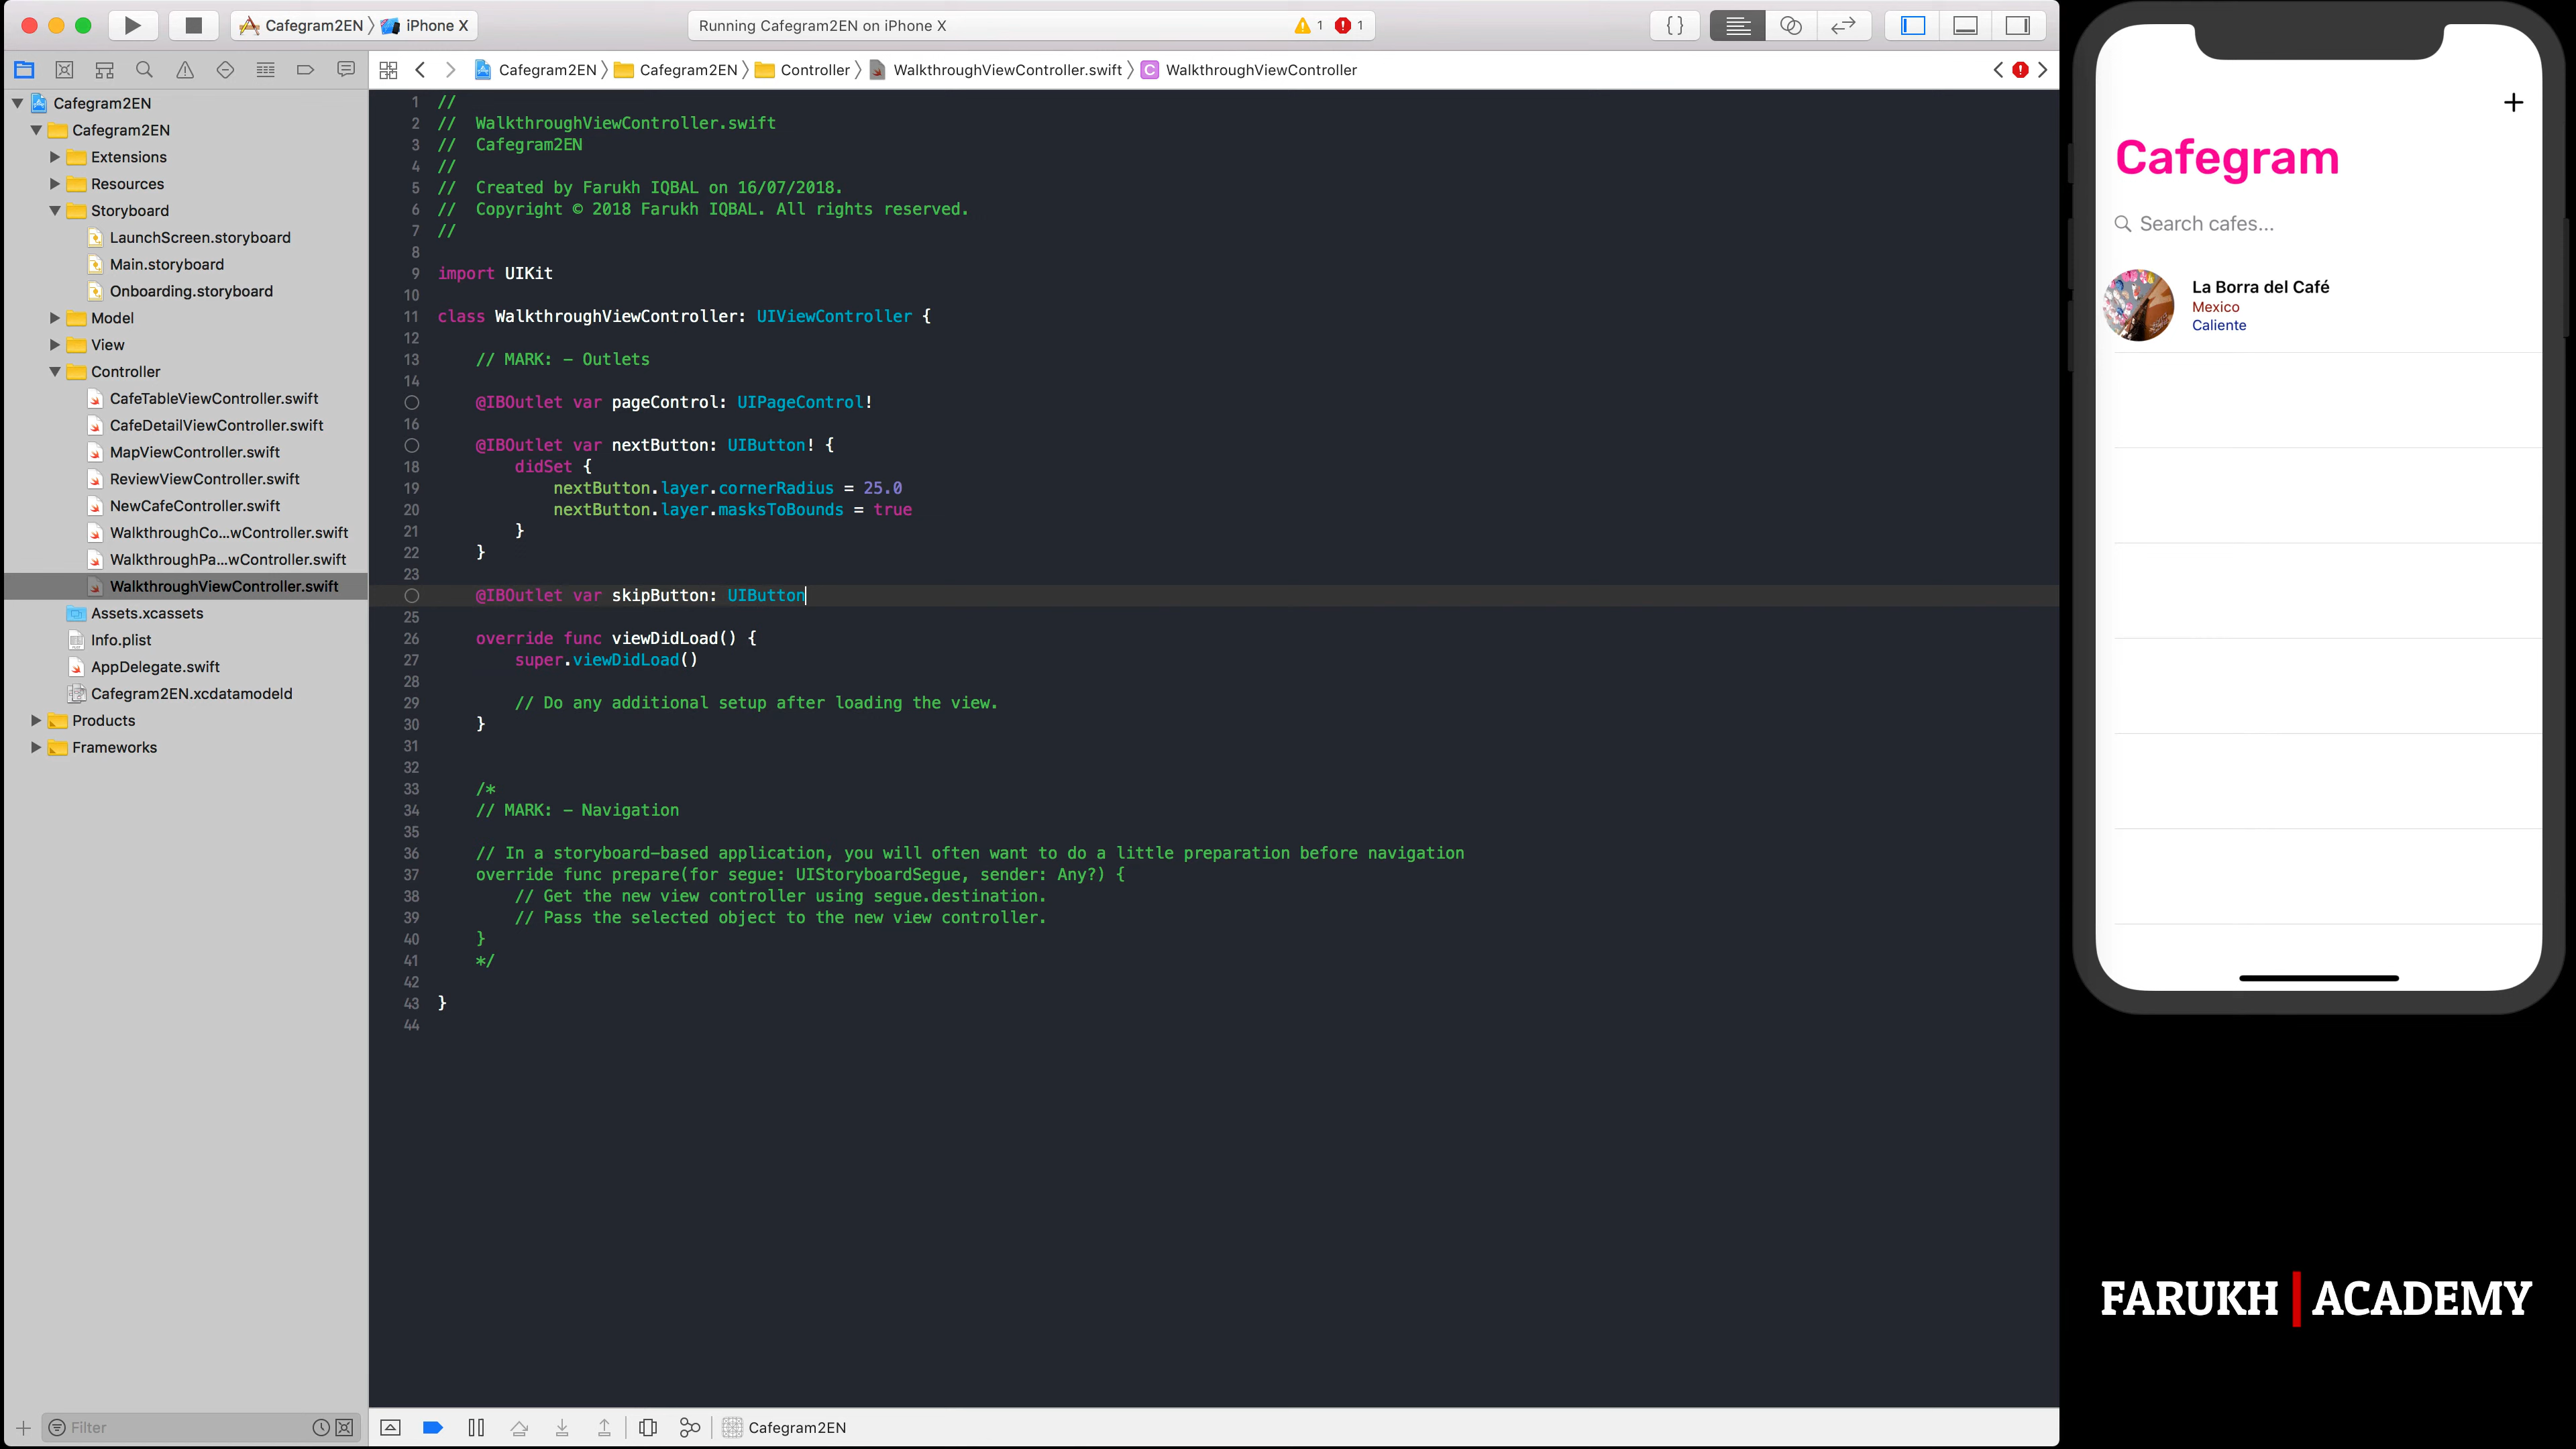 Cafegram2EN
iPhone X
Running Cafegram2EN on iPhone X
1
1
{ }
Cafegram2EN
Cafegram2EN
Controller
WalkthroughViewController.swift
C
WalkthroughViewController
Cafegram2EN
Cafegram2EN
Extensions
Resources
Storyboard
LaunchScreen.storyboard
Main.storyboard
Onboarding.storyboard
Model
View
Controller
CafeTableViewController.swift
CafeDetailViewController.swift
MapViewController.swift
ReviewViewController.swift
NewCafeController.swift
WalkthroughCo...wController.swift
WalkthroughPa...wController.swift
WalkthroughViewController.swift
Assets.xcassets
Info.plist
AppDelegate.swift
Cafegram2EN.xcdatamodeld
Products
Frameworks
Filter
1 //
2 //  WalkthroughViewController.swift
3 //  Cafegram2EN
4 //
5 //  Created by Farukh IQBAL on 16/07/2018.
6 //  Copyright © 2018 Farukh IQBAL. All rights reserved.
7 //
8
9 import UIKit
10
11 class WalkthroughViewController: UIViewController {
12
13     // MARK: - Outlets
14
@IBOutlet var pageControl: UIPageControl!
16
@IBOutlet var nextButton: UIButton! {
18         didSet {
19             nextButton.layer.cornerRadius = 25.0
20             nextButton.layer.masksToBounds = true
21         }
22     }
23
@IBOutlet var skipButton: UIButton
25
26     override func viewDidLoad() {
27         super.viewDidLoad()
28
29         // Do any additional setup after loading the view.
30     }
31
32
33     /*
34     // MARK: - Navigation
35
36     // In a storyboard-based application, you will often want to do a little preparation before navigation
37     override func prepare(for segue: UIStoryboardSegue, sender: Any?) {
38         // Get the new view controller using segue.destination.
39         // Pass the selected object to the new view controller.
40     }
41     */
42
43 }
44
Cafegram2EN
+
Cafegram
Search cafes...
La Borra del Café
Mexico
Caliente
FARUKH | ACADEMY